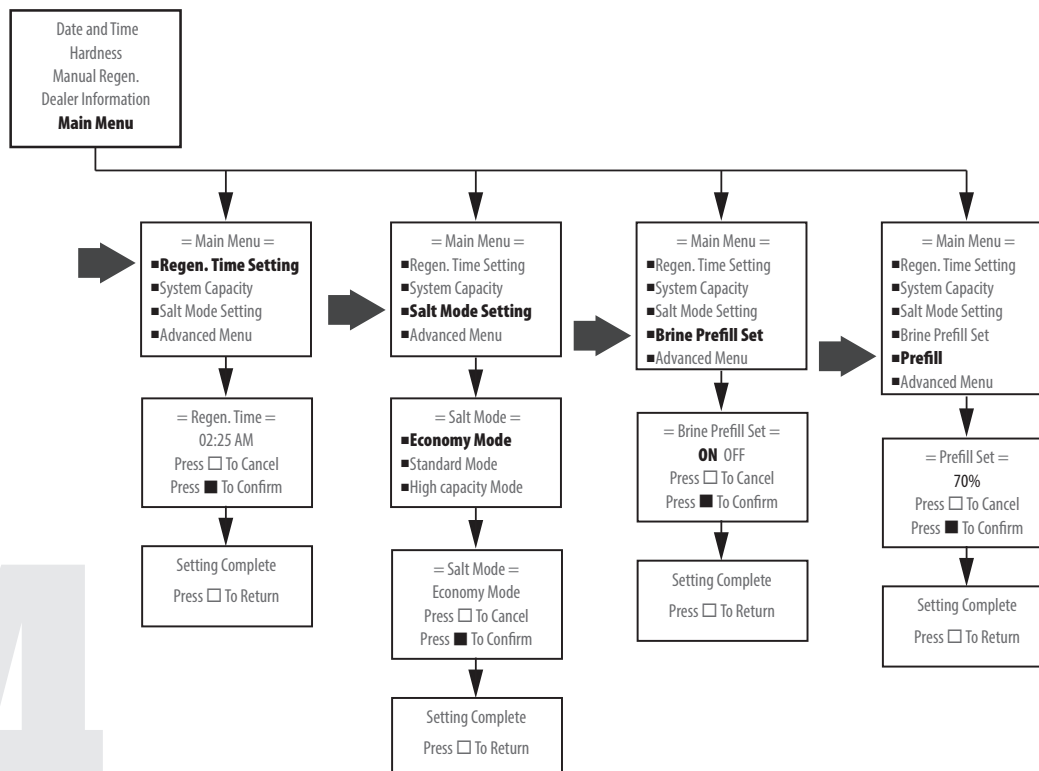 Date and Time
Hardness
Manual Regen.
Dealer Information
Main Menu
= Main Menu =
■Regen. Time Setting
■System Capacity
■Salt Mode Setting
■Advanced Menu
= Regen. Time =
02:25 AM
Press □ To Cancel
Press ■ To Confirm
Setting Complete
Press □ To Return
= Main Menu =
■Regen. Time Setting
■System Capacity
■Salt Mode Setting
■Advanced Menu
= Salt Mode =
■Economy Mode
■Standard Mode
■High capacity Mode
= Salt Mode =
Economy Mode
Press □ To Cancel
Press ■ To Confirm
Setting Complete
Press □ To Return
= Main Menu =
■Regen. Time Setting
■System Capacity
■Salt Mode Setting
■Brine Prefill Set
■Advanced Menu
= Brine Prefill Set =
ON OFF
Press □ To Cancel
Press ■ To Confirm
Setting Complete
Press □ To Return
= Main Menu =
■Regen. Time Setting
■System Capacity
■Salt Mode Setting
■Brine Prefill Set
■Prefill
■Advanced Menu
= Prefill Set =
70%
Press □ To Cancel
Press ■ To Confirm
Setting Complete
Press □ To Return